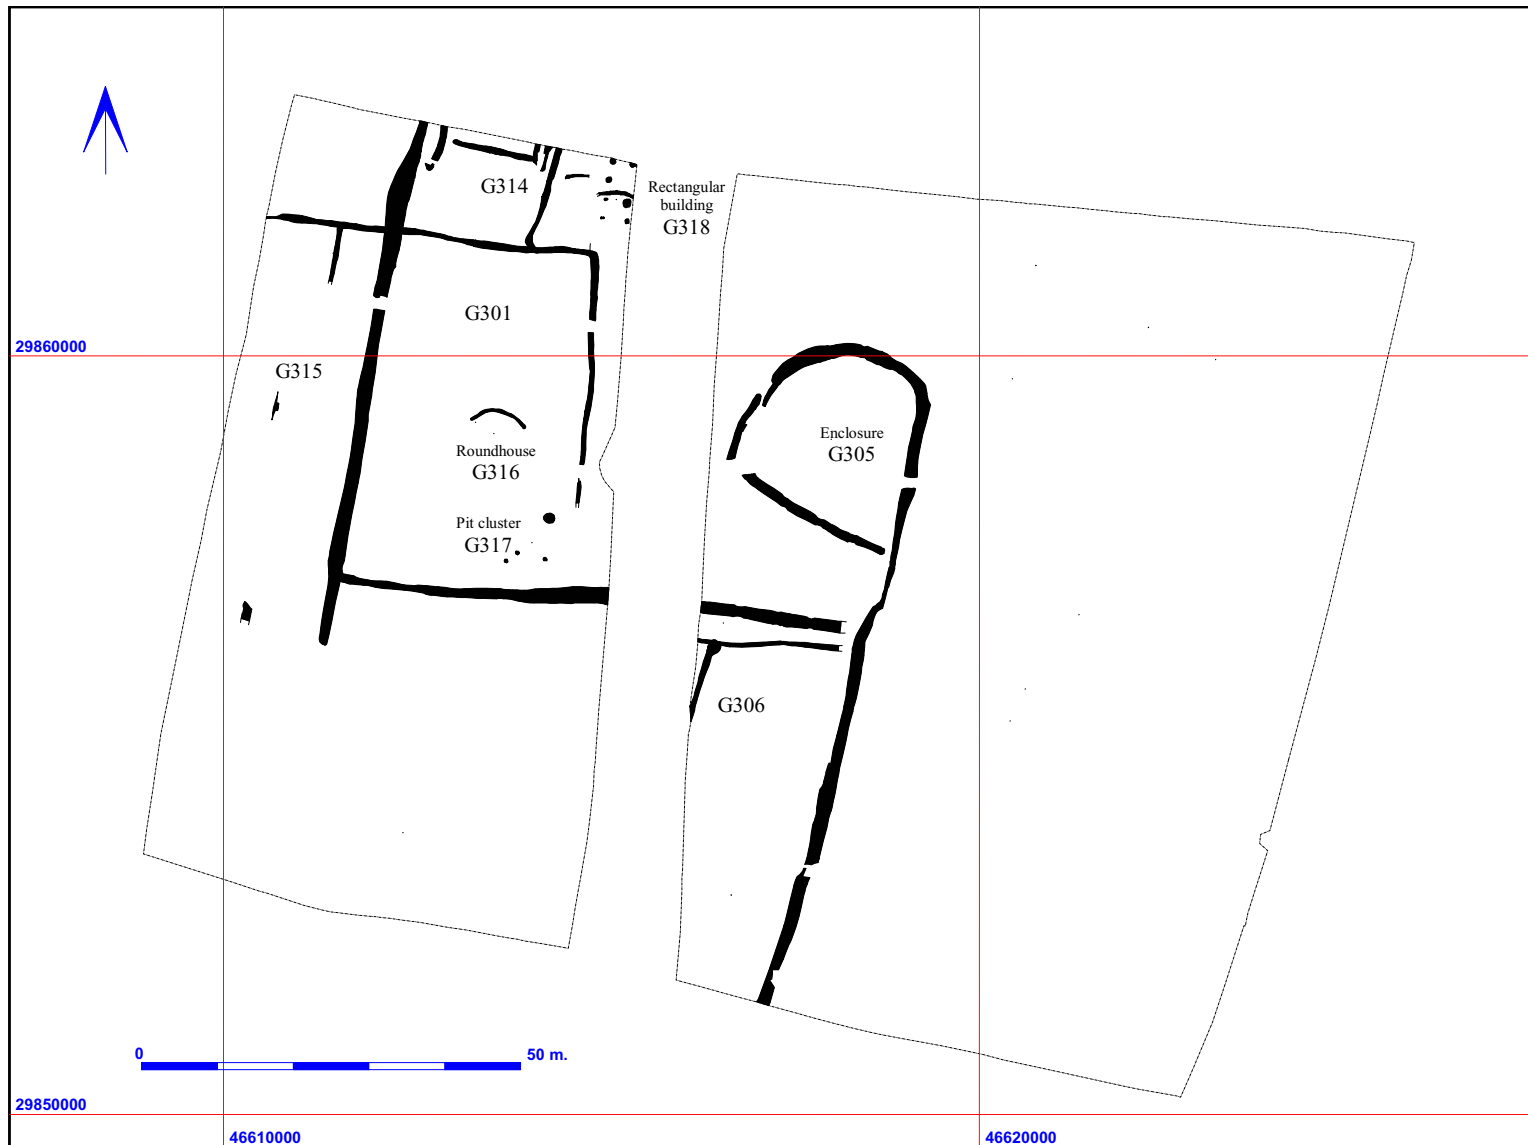 G314
Rectangular
building
G318
G301
29860000
G315
Enclosure
G305
Roundhouse
G316
Pit cluster
G317
G306
0
50 m.
29850000
46610000
46620000